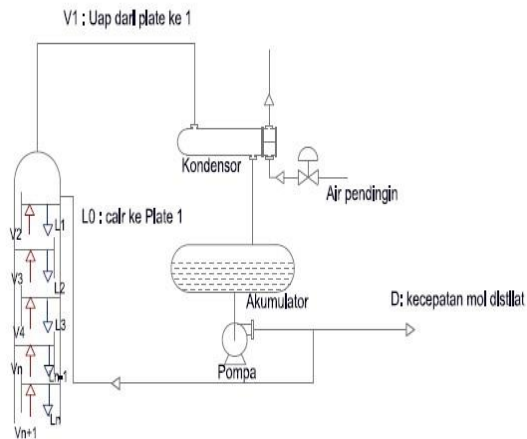 V1 : Uap dari plate ke 1
Kondensor
Air pendingin
L0 : cair ke Plate 1
V2
L1
V3
L2
Akumulator
D: kecepatan mol distilat
V4
L3
Pompa
Vn
Ln-1
Vn+1
Ln